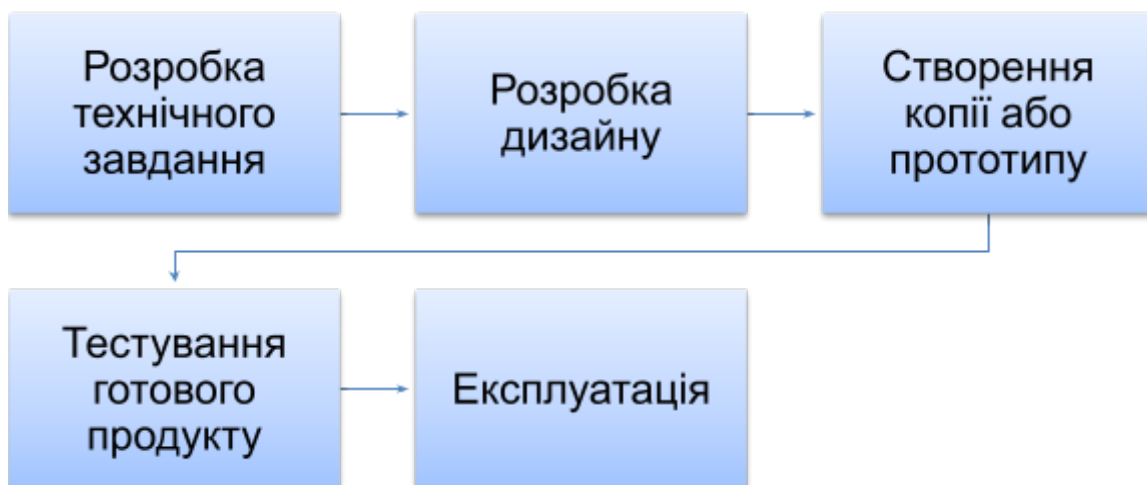 Розробка
технічного
завдання
Розробка
дизайну
Створення
копії або
прототипу
Тестування
готового
продукту
Експлуатація